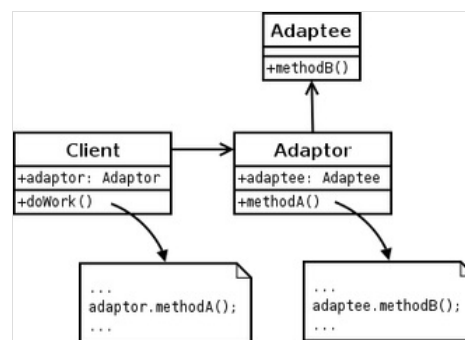 Adaptee
+methodB()
Client
+adaptor: Adaptor
+doWork()
Adaptor
+adaptee: Adaptee
+methodA()
...
adaptor.methodA();
...
...
adaptee.methodB();
...